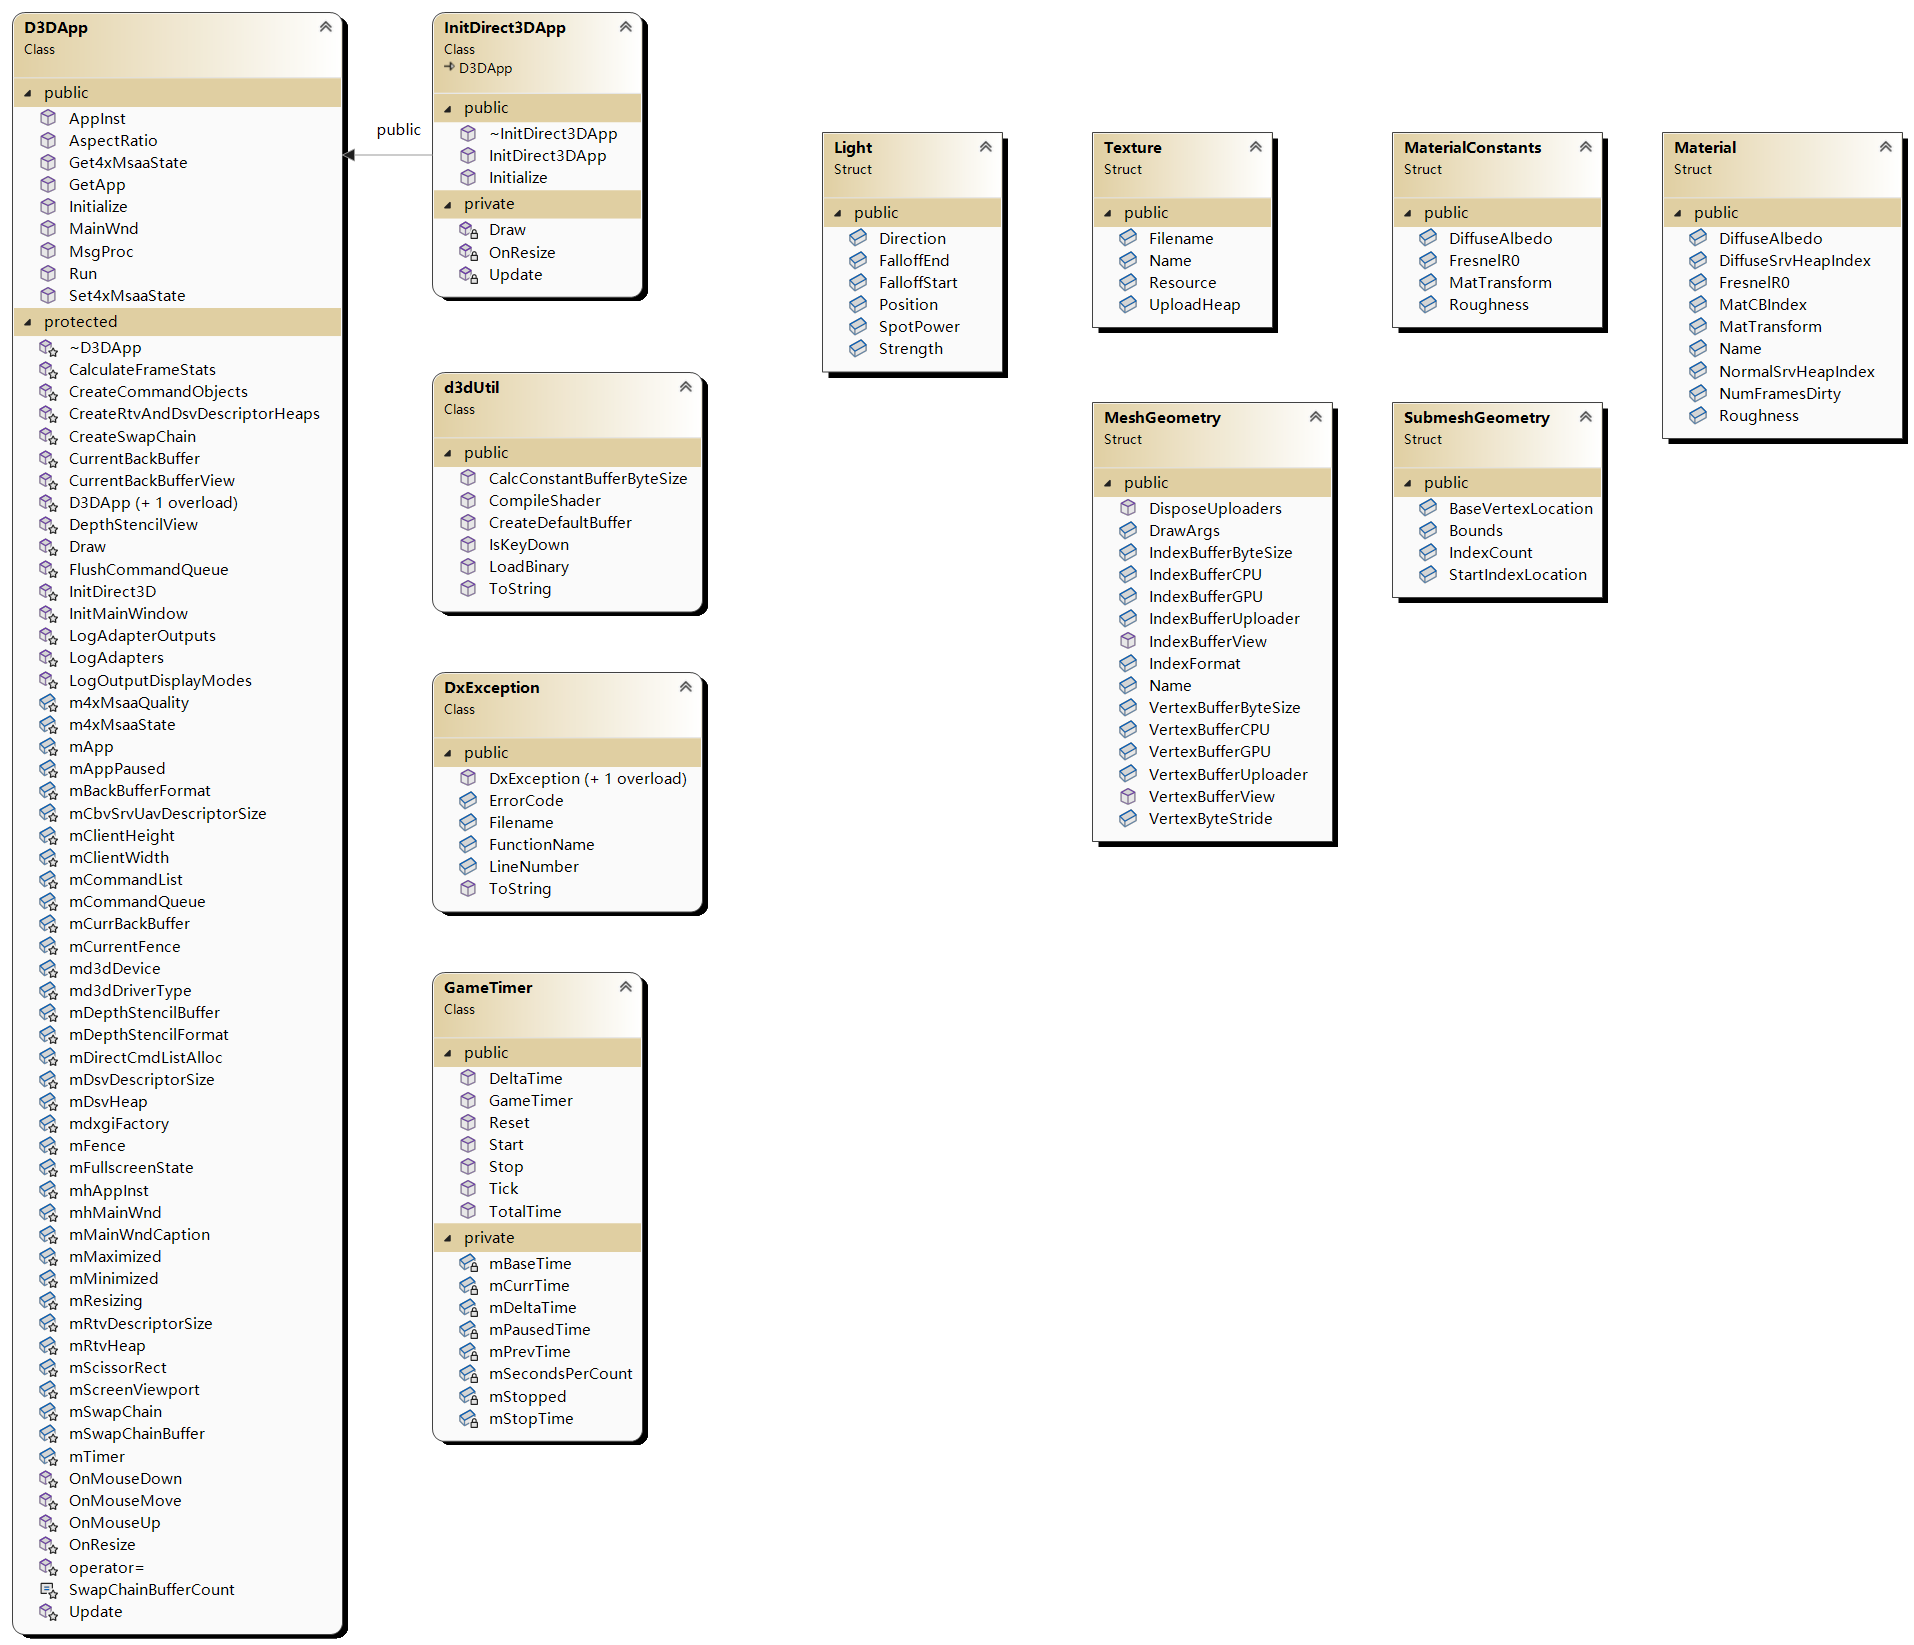 D3DApp
Class
public
AppInst
AspectRatio
Get4xMsaaState
GetApp
Initialize
MainWnd
MsgProc
Run
Set4xMsaaState
protected
~D3DApp
CalculateFrameStats
CreateCommandObjects
CreateRtvAndDsvDescriptorHeaps
CreateSwapChain
CurrentBackBuffer
CurrentBackBufferView
D3DApp (+ 1 overload)
DepthStencilView
Draw
FlushCommandQueue
InitDirect3D
InitMainWindow
LogAdapterOutputs
LogAdapters
LogOutputDisplayModes
m4xMsaaQuality
m4xMsaaState
mApp
mAppPaused
mBackBufferFormat
mCbvSrvUavDescriptorSize
mClientHeight
mClientWidth
mCommandList
mCommandQueue
mCurrBackBuffer
mCurrentFence
md3dDevice
md3dDriverType
mDepthStencilBuffer
mDepthStencilFormat
mDirectCmdListAlloc
mDsvDescriptorSize
mDsvHeap
mdxgiFactory
mFence
mFullscreenState
mhAppInst
mhMainWnd
mMainWndCaption
mMaximized
mMinimized
mResizing
mRtvDescriptorSize
mRtvHeap
mScissorRect
mScreenViewport
mSwapChain
mSwapChainBuffer
mTimer
OnMouseDown
OnMouseMove
OnMouseUp
OnResize
operator=
SwapChainBufferCount
Update
public
InitDirect3DApp
Class
D3DApp
public
~InitDirect3DApp
InitDirect3DApp
Initialize
private
Draw
OnResize
Update
d3dUtil
Class
public
CalcConstantBufferByteSize
CompileShader
CreateDefaultBuffer
IsKeyDown
LoadBinary
ToString
DxException
Class
public
DxException (+ 1 overload)
ErrorCode
Filename
FunctionName
LineNumber
ToString
GameTimer
Class
public
DeltaTime
GameTimer
Reset
Start
Stop
Tick
TotalTime
private
mBaseTime
mCurrTime
mDeltaTime
mPausedTime
mPrevTime
mSecondsPerCount
mStopped
mStopTime
Light
Struct
public
Direction
FalloffEnd
FalloffStart
Position
SpotPower
Strength
Texture
Struct
public
Filename
Name
Resource
UploadHeap
MaterialConstants
Struct
public
DiffuseAlbedo
FresnelR0
MatTransform
Roughness
Material
Struct
public
DiffuseAlbedo
DiffuseSrvHeapIndex
FresnelR0
MatCBIndex
MatTransform
Name
NormalSrvHeapIndex
NumFramesDirty
Roughness
MeshGeometry
Struct
public
DisposeUploaders
DrawArgs
IndexBufferByteSize
IndexBufferCPU
IndexBufferGPU
IndexBufferUploader
IndexBufferView
IndexFormat
Name
VertexBufferByteSize
VertexBufferCPU
VertexBufferGPU
VertexBufferUploader
VertexBufferView
VertexByteStride
SubmeshGeometry
Struct
public
BaseVertexLocation
Bounds
IndexCount
StartIndexLocation